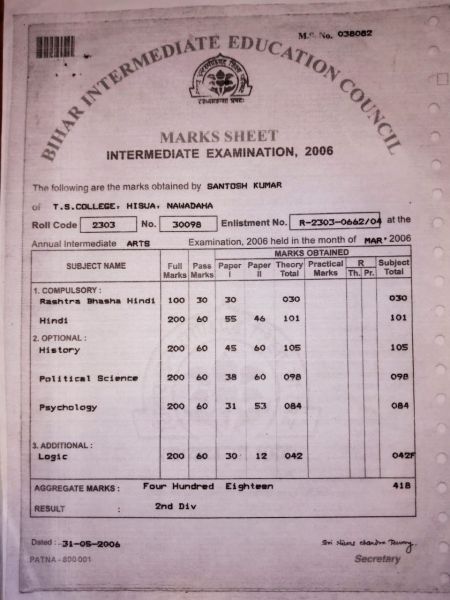 M.S. No. 038082
BIHAR INTERMEDIATE EDUCATION COUNCIL
MARKS SHEET
INTERMEDIATE EXAMINATION, 2006
The following are the marks obtained by SANTOSH KUMAR
of T.S.COLLEGE, HISUA, NAWADAHA
Roll Code 2303 No. 30098 Enlistment No. R-2303-0662/04 at the
Annual Intermediate ARTS Examination, 2006 held in the month of MAR' 2006
SUBJECT NAME Full Marks Pass Marks MARKS OBTAINED
Paper I Paper II Theory Total Practical Marks R Th. Pr. Subject Total
1. COMPULSORY :
Rashtra Bhasha Hindi 100 30 30 030 030
Hindi 200 60 55 46 101 101
2. OPTIONAL :
History 200 60 45 60 105 105
Political Science 200 60 38 60 098 098
Psychology 200 60 31 53 084 084
3. ADDITIONAL :
Logic 200 60 30 12 042 042F
AGGREGATE MARKS : Four Hundred Eighteen 418
RESULT : 2nd Div
Dated : 31-05-2006
PATNA - 800 001 Secretary